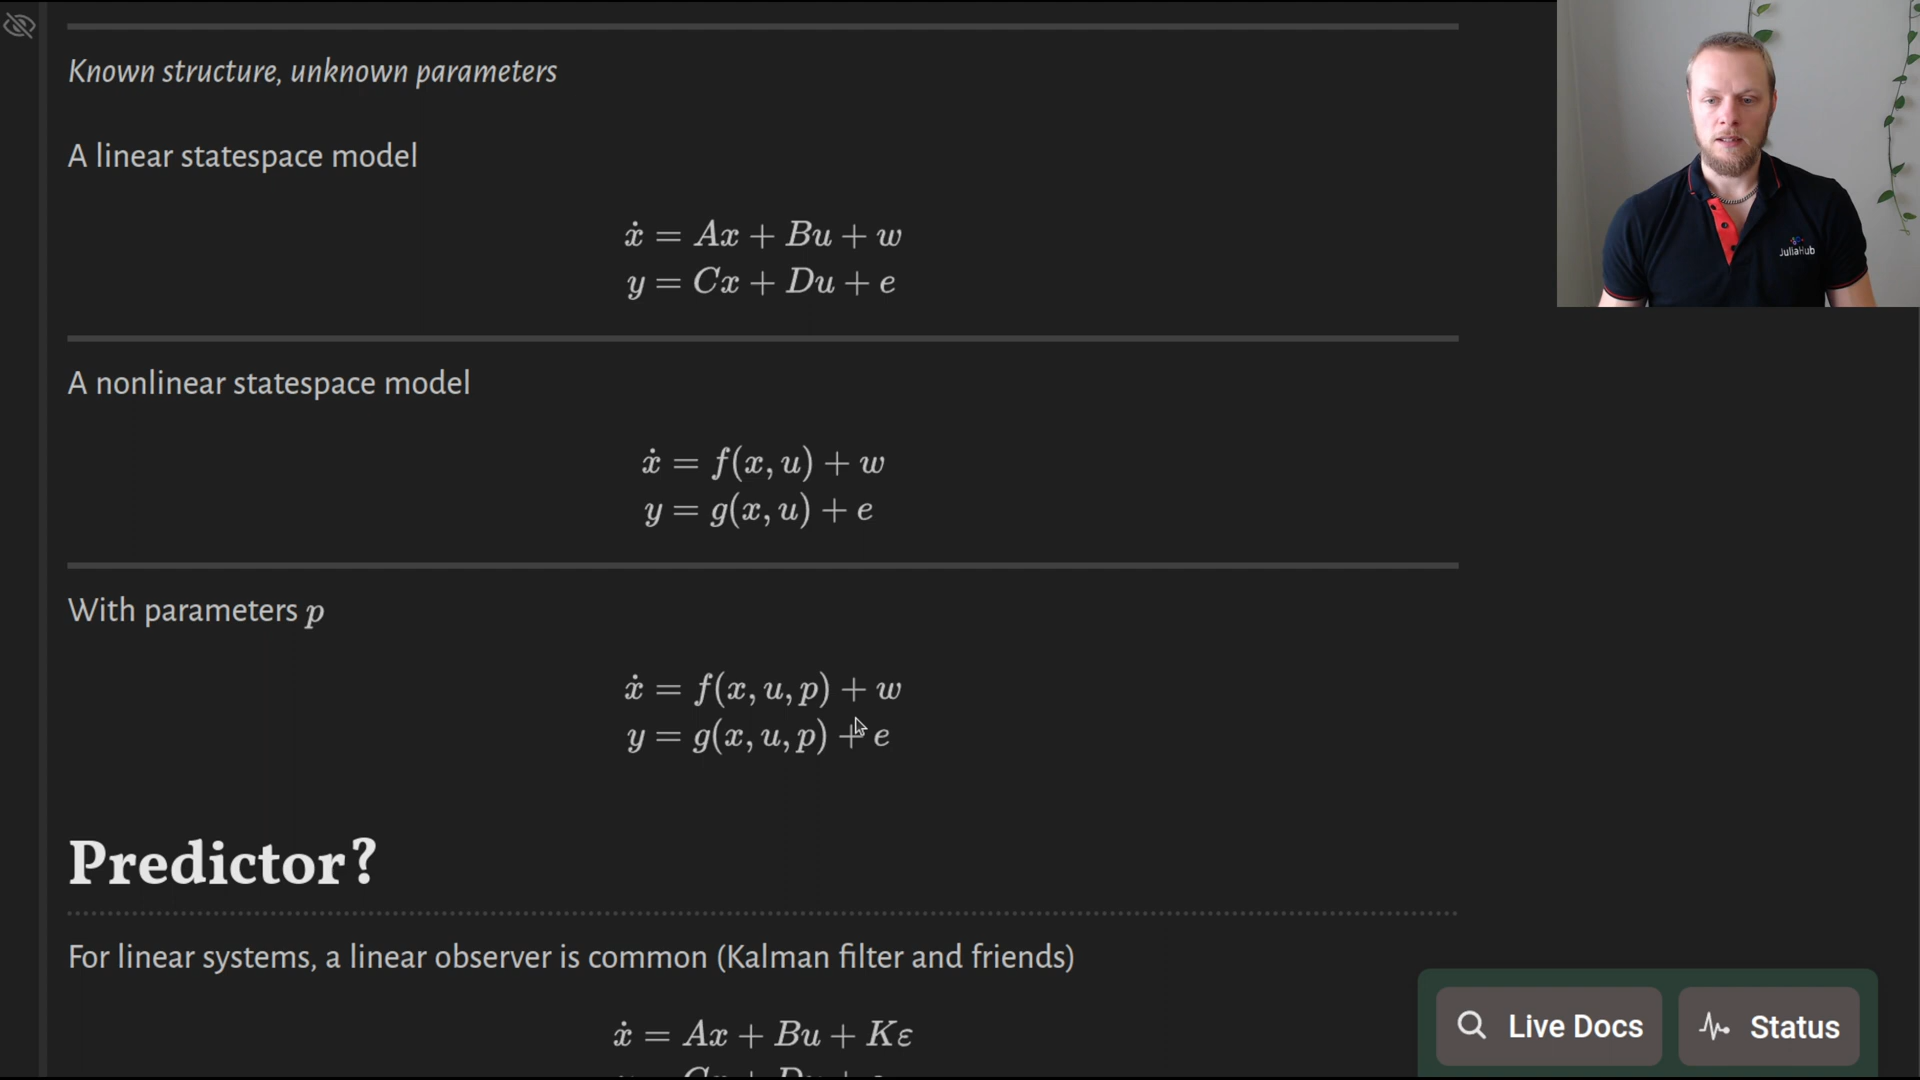 Known structure, unknown parameters
A linear statespace model
ẋ = Ax + Bu + w
y = Cx + Du + e
A nonlinear statespace model
ẋ = f(x, u) + w
y = g(x, u) + e
With parameters p
ẋ = f(x, u, p) + w
y = g(x, u, p) + e
Predictor?
For linear systems, a linear observer is common (Kalman filter and friends)
ẋ = Ax + Bu + Kε
JuliaHub
Live Docs
Status